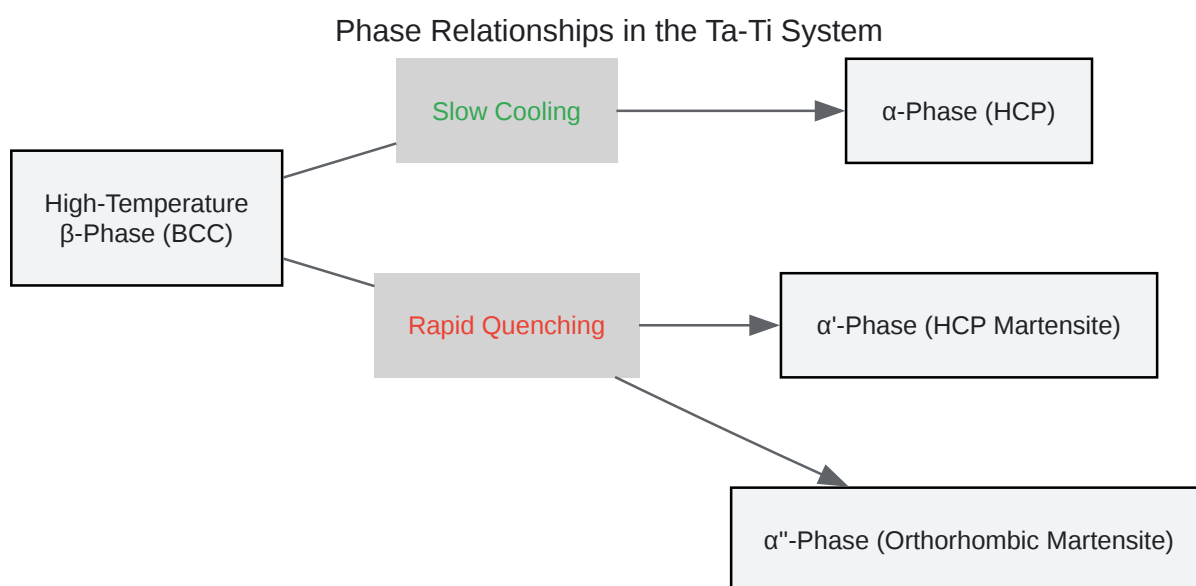 Phase Relationships in the Ta-Ti System
Slow Cooling
α-Phase (HCP)
High-Temperature
β-Phase (BCC)
Rapid Quenching
α'-Phase (HCP Martensite)
α"-Phase (Orthorhombic Martensite)